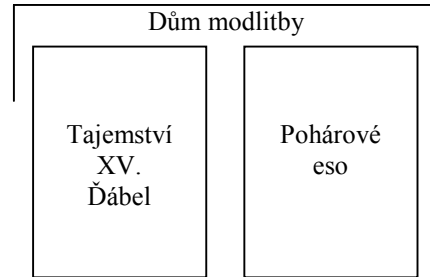 Dům modlitby
Tajemství
XV.
Ďábel
Pohárové
eso